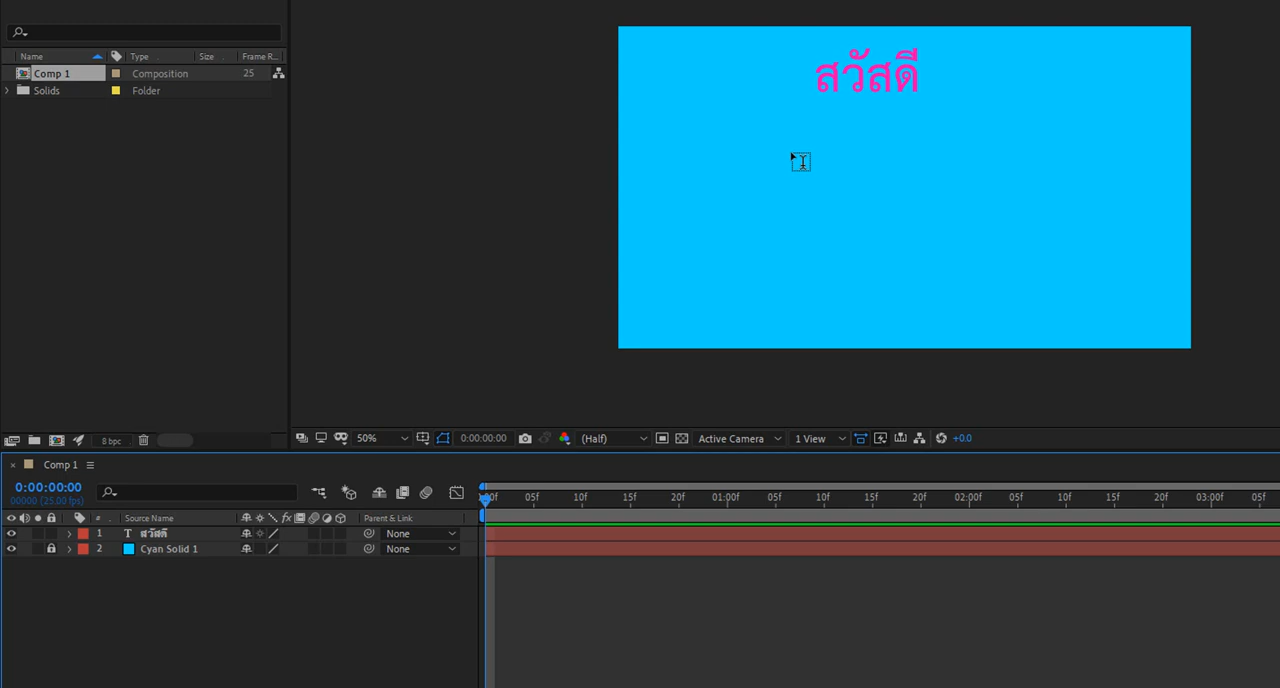 Name Type Size Frame R...
Comp 1 Composition 25
Solids Folder
สวัสดี
8 bpc 50% 0:00:00:00 (Half) Active Camera 1 View +0.0
Comp 1
0:00:00:00
00000 (25.00 fps)
:00f 05f 10f 15f 20f 01:00f 05f 10f 15f 20f 02:00f 05f 10f 15f 20f 03:00f 05f
# Source Name fx Parent & Link
1 T สวัสดี None
2 Cyan Solid 1 None